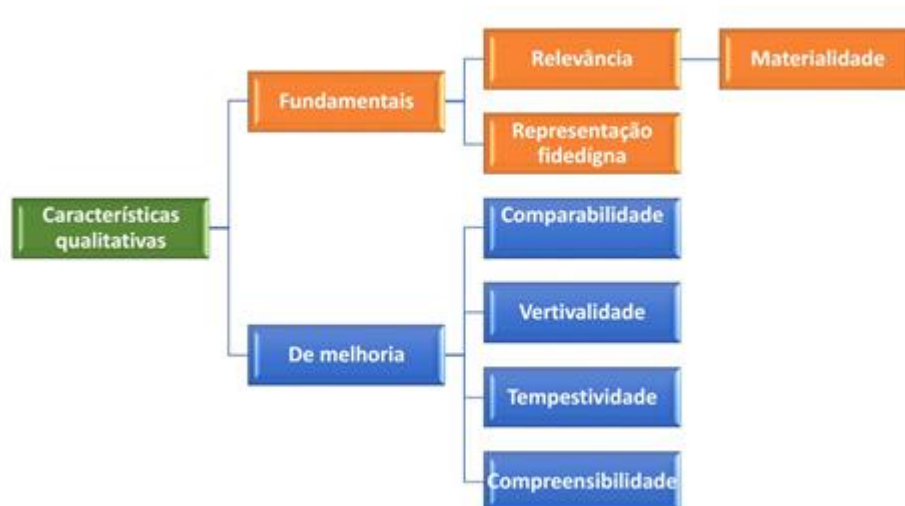 Relevância
Materialidade
Fundamentais
Representação
fidedígna
Características
qualitativas
Comparabilidade
Vertivalidade
De melhoria
Tempestividade
Compreensibilidade